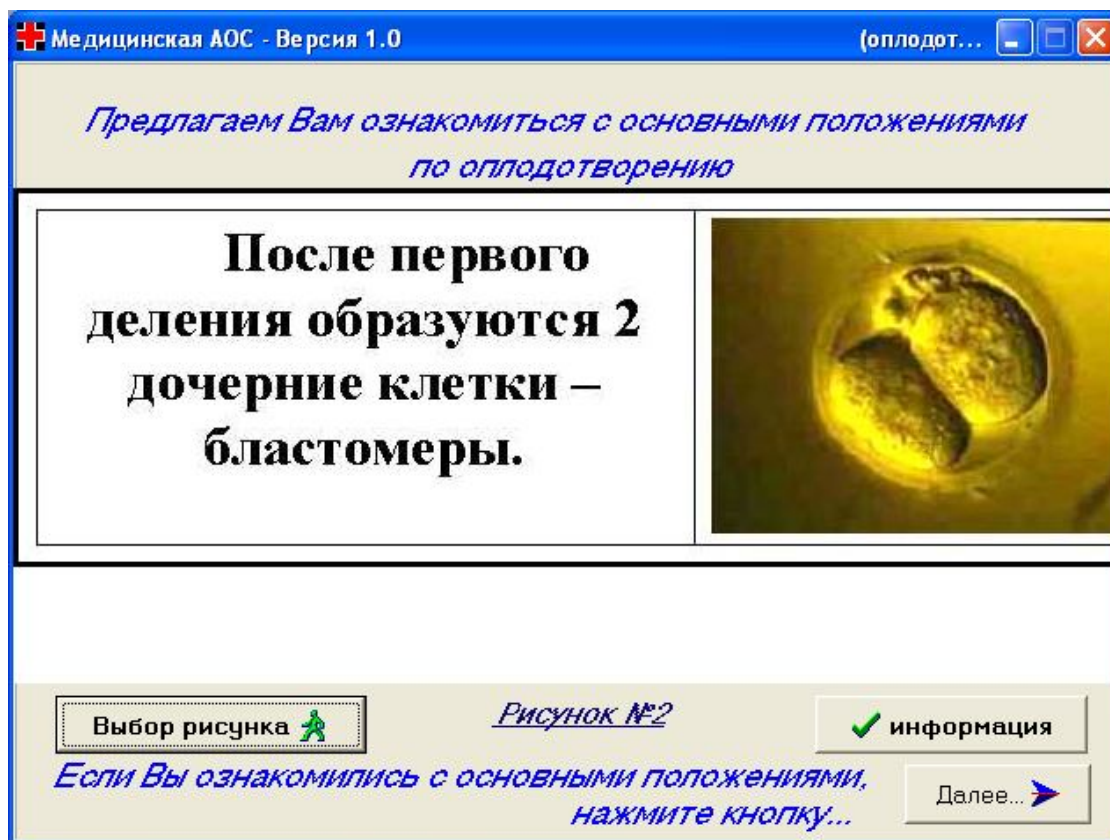 Медицинская АОС - Версия 1.0 (оплодот...
Предлагаем Вам ознакомиться с основными положениями
по оплодотворению
После первого
деления образуются 2
дочерние клетки –
бластомеры.
Выбор рисунка
Рисунок №2
информация
Если Вы ознакомились с основными положениями,
нажмите кнопку...
Далее...